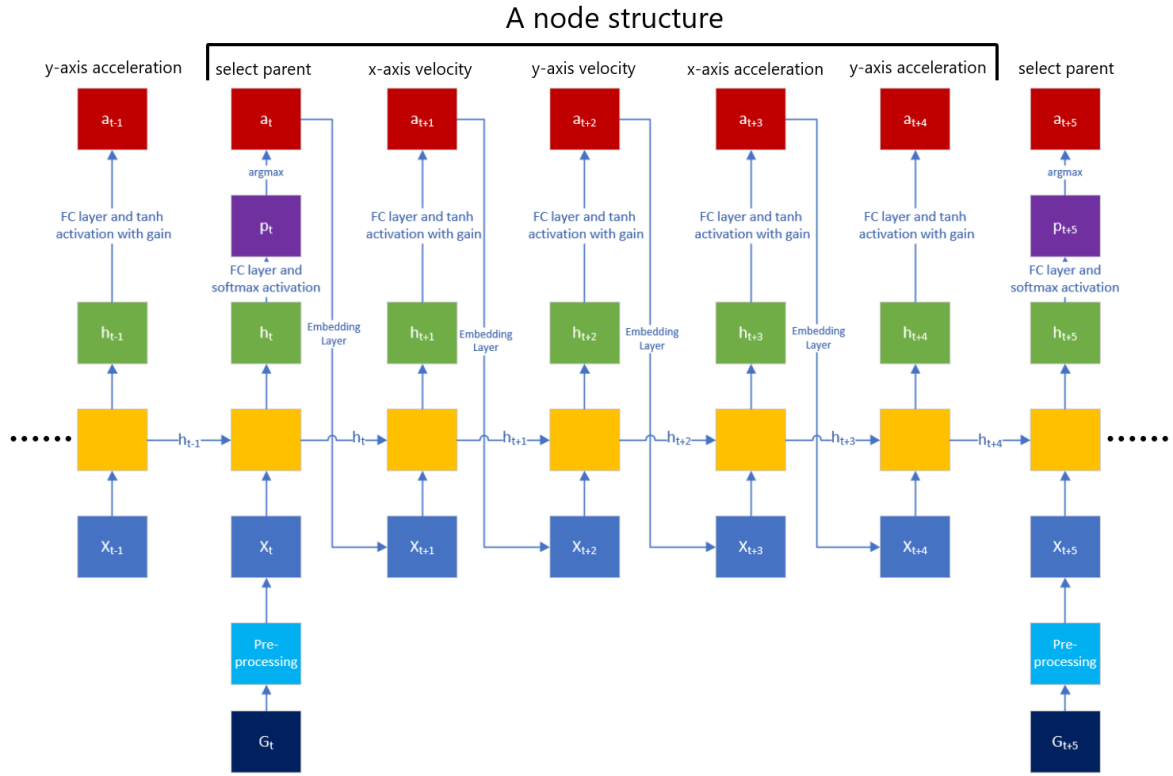 A node structure
y-axis acceleration select parent x-axis velocity y-axis velocity x-axis acceleration y-axis acceleration select parent
at-1 at at+1 at+2 at+3 at+4 at+5
argmax argmax
FC layer and tanh
activation with gain
pt
FC layer and tanh
activation with gain
FC layer and tanh
activation with gain
FC layer and tanh
activation with gain
FC layer and tanh
activation with gain
pt+5
FC layer and
softmax activation
FC layer and
softmax activation
ht-1 ht ht+1 ht+2 ht+3 ht+4 ht+5
Embedding
Layer
Embedding
Layer
Embedding
Layer
Embedding
Layer
...... ht-1 ht ht+1 ht+2 ht+3 ht+4 ......
Xt-1 Xt Xt+1 Xt+2 Xt+3 Xt+4 Xt+5
Pre-
processing
Pre-
processing
Gt Gt+5